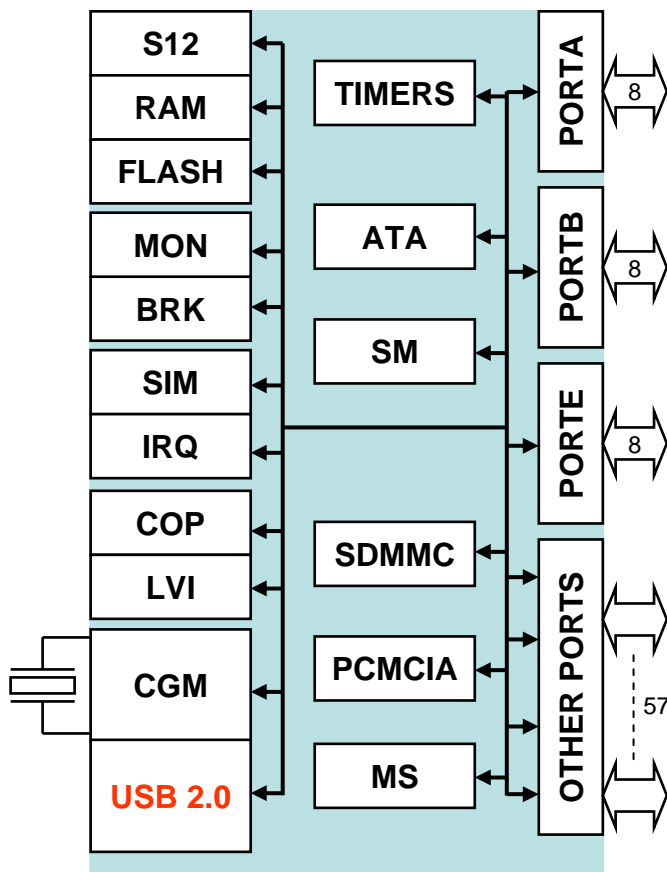 S12
RAM
FLASH
MON
BRK
SIM
IRQ
COP
LVI
CGM
USB 2.0
TIMERS
ATA
SM
SDMMC
PCMCIA
MS
PORTA
8
PORTB
8
PORTE
8
OTHER PORTS
57